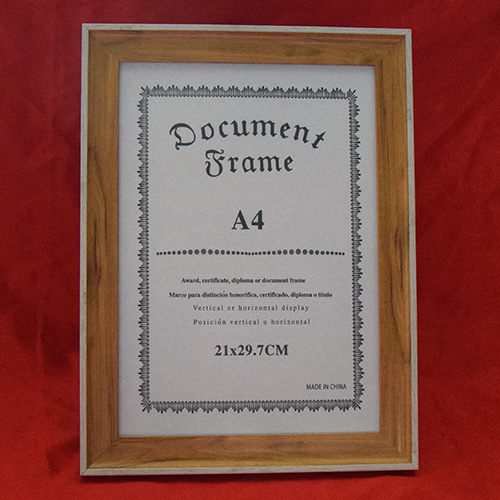 Document
Frame
A4
Award, certificate, diploma or document frame
Marco para distinción honorífica, certificado, diploma o título
Vertical or horizontal display
Posición vertical u horizontal
21x29.7CM
MADE IN CHINA